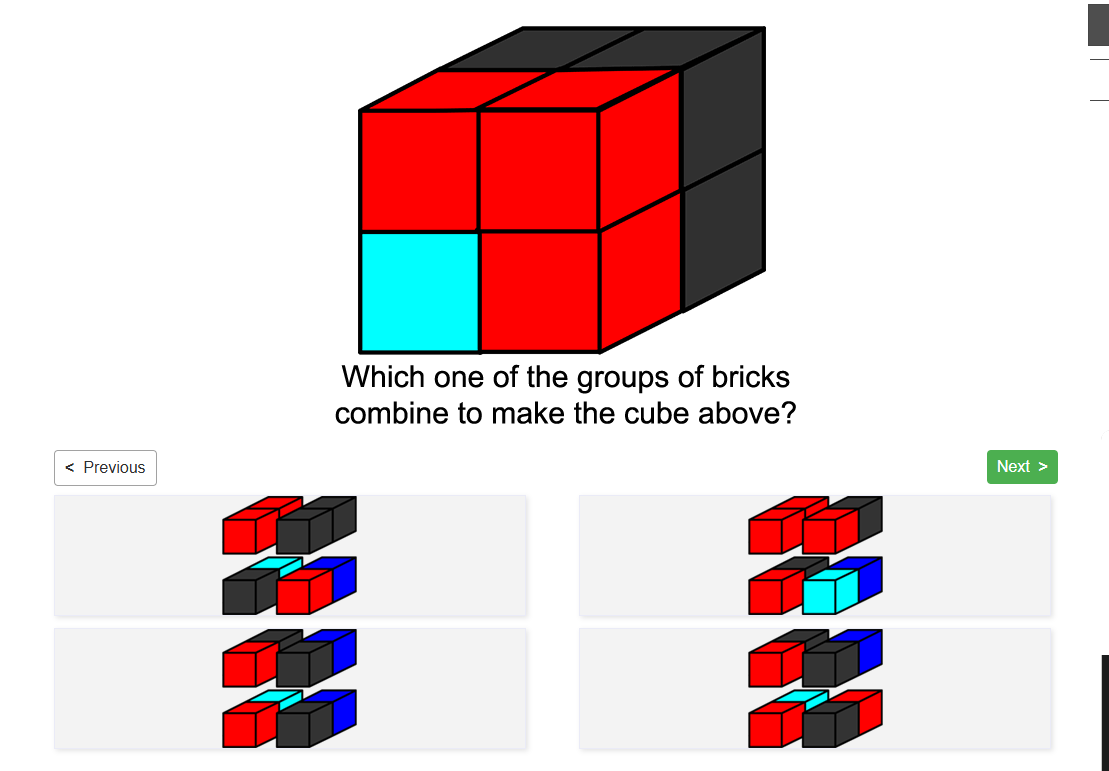 Which one of the groups of bricks
combine to make the cube above?
< Previous
Next >